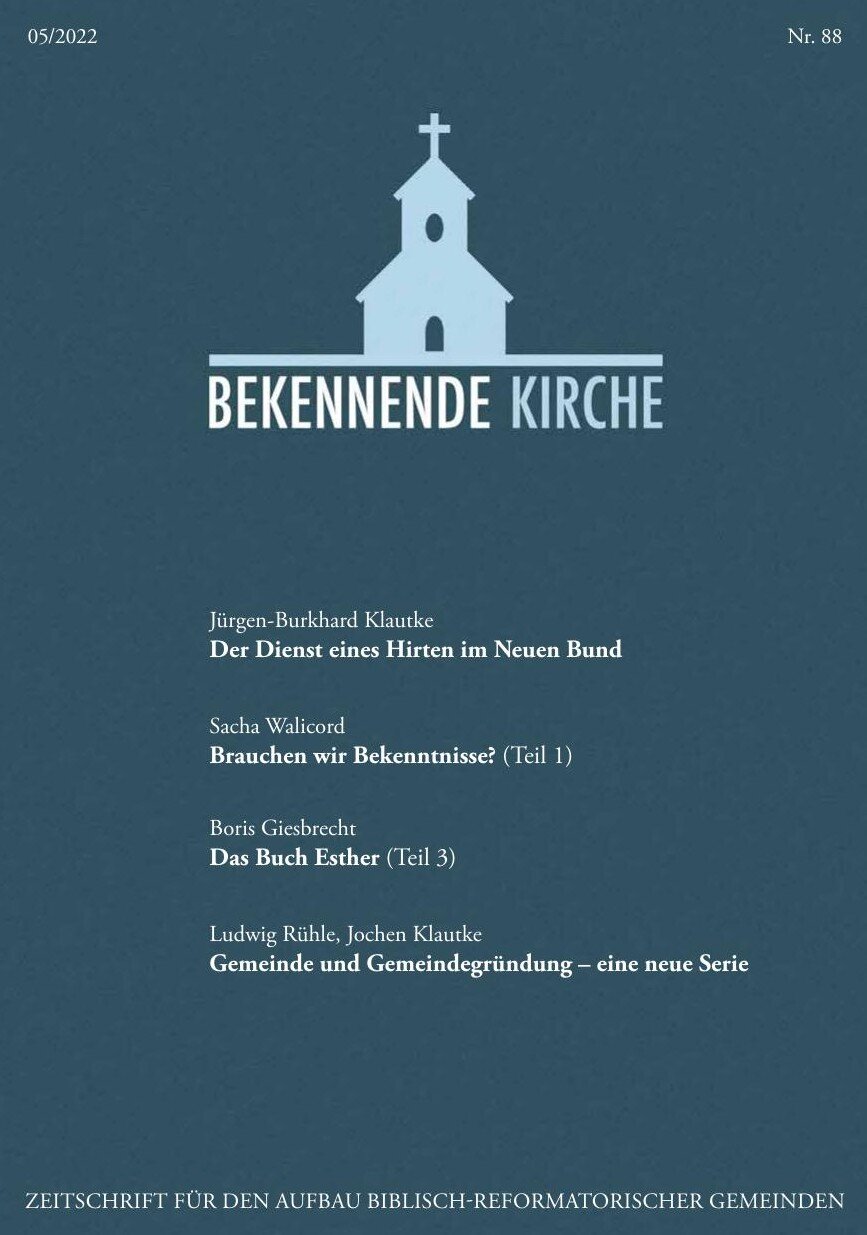 05/2022
Nr. 88
BEKENNENDE KIRCHE
Jürgen-Burkhard Klautke
Der Dienst eines Hirten im Neuen Bund
Sacha Walicord
Brauchen wir Bekenntnisse? (Teil 1)
Boris Giesbrecht
Das Buch Esther (Teil 3)
Ludwig Rühle, Jochen Klautke
Gemeinde und Gemeindegründung – eine neue Serie
ZEITSCHRIFT FÜR DEN AUFBAU BIBLISCH-REFORMATORISCHER GEMEINDEN